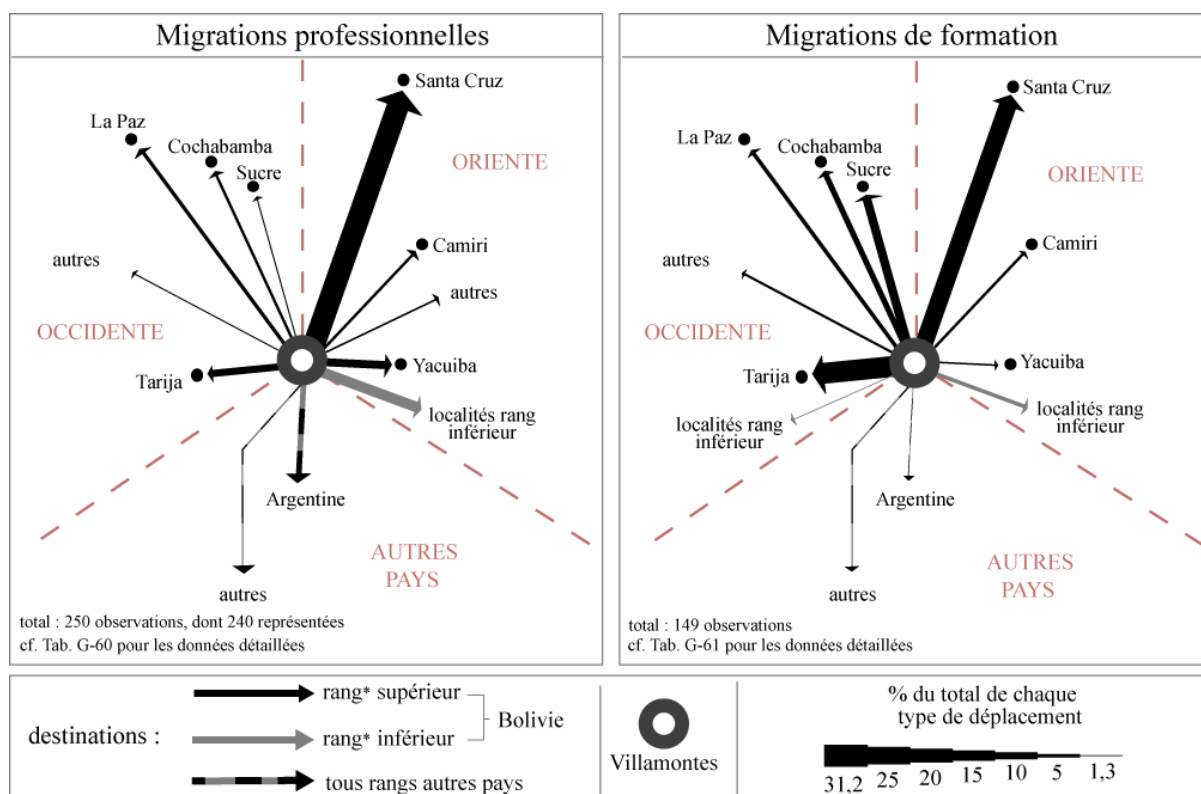 Migrations professionnelles
Santa Cruz
La Paz
Cochabamba
Sucre
ORIENTE
Camiri
autres
autres
OCCIDENTE
Yacuiba
Tarija
localités rang
inférieur
Argentine
AUTRES
PAYS
autres
total : 250 observations, dont 240 représentées
cf. Tab. G-60 pour les données détaillées
Migrations de formation
Santa Cruz
La Paz
Cochabamba
Sucre
ORIENTE
Camiri
autres
OCCIDENTE
Yacuiba
Tarija
localités rang
inférieur
localités rang
inférieur
Argentine
AUTRES
PAYS
autres
total : 149 observations
cf. Tab. G-61 pour les données détaillées
destinations :
rang* supérieur
Bolivie
rang* inférieur
tous rangs autres pays
Villamontes
% du total de chaque
type de déplacement
31,2 25 20 15 10 5 1,3